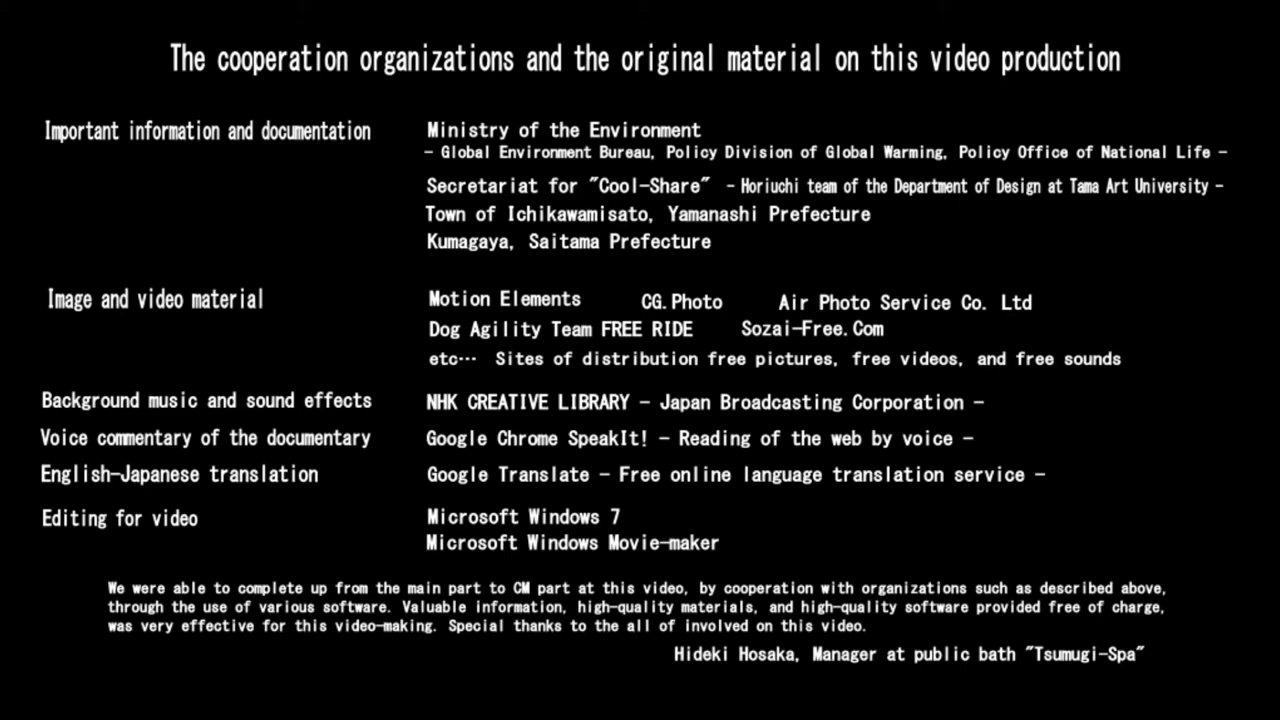 The cooperation organizations and the original material on this video production
Important information and documentation
Ministry of the Environment
- Global Environment Bureau, Policy Division of Global Warming, Policy Office of National Life -
Secretariat for "Cool-Share" - Horiuchi team of the Department of Design at Tama Art University -
Town of Ichikawamisato, Yamanashi Prefecture
Kumagaya, Saitama Prefecture
Image and video material
Motion Elements CG.Photo Air Photo Service Co. Ltd
Dog Agility Team FREE RIDE Sozai-Free.Com
etc… Sites of distribution free pictures, free videos, and free sounds
Background music and sound effects
NHK CREATIVE LIBRARY - Japan Broadcasting Corporation -
Voice commentary of the documentary
Google Chrome SpeakIt! - Reading of the web by voice -
English-Japanese translation
Google Translate - Free online language translation service -
Editing for video
Microsoft Windows 7
Microsoft Windows Movie-maker
We were able to complete up from the main part to CM part at this video, by cooperation with organizations such as described above,
through the use of various software. Valuable information, high-quality materials, and high-quality software provided free of charge,
was very effective for this video-making. Special thanks to the all of involved on this video.
Hideki Hosaka, Manager at public bath "Tsumugi-Spa"